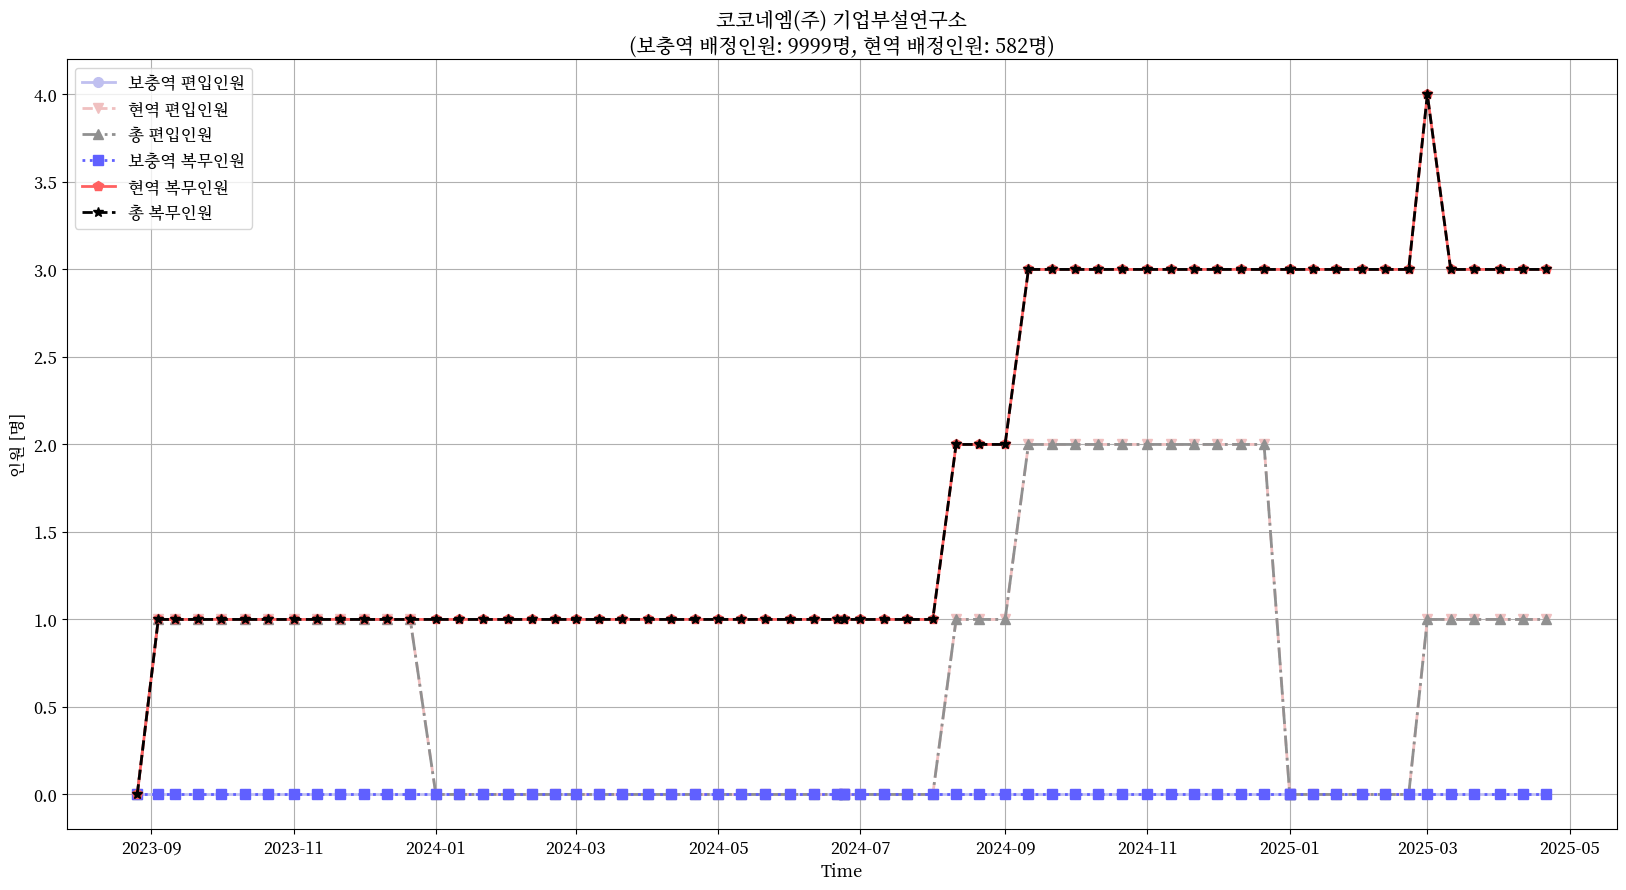 코코네엠(주) 기업부설연구소
(보충역 배정인원: 9999명, 현역 배정인원: 582명)
보충역 편입인원
현역 편입인원
총 편입인원
보충역 복무인원
현역 복무인원
총 복무인원
4.0
3.5
3.0
2.5
2.0
1.5
1.0
0.5
0.0
인원 [명]
2023-09
2023-11
2024-01
2024-03
2024-05
2024-07
2024-09
2024-11
2025-01
2025-03
2025-05
Time